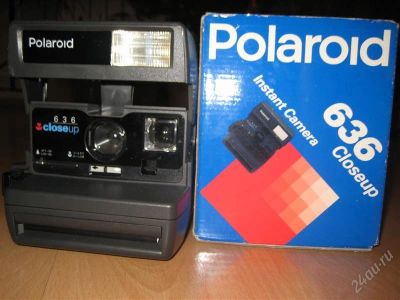 Polaroid
636
closeup
Polaroid
Instant Camera
636
Closeup
24au.ru